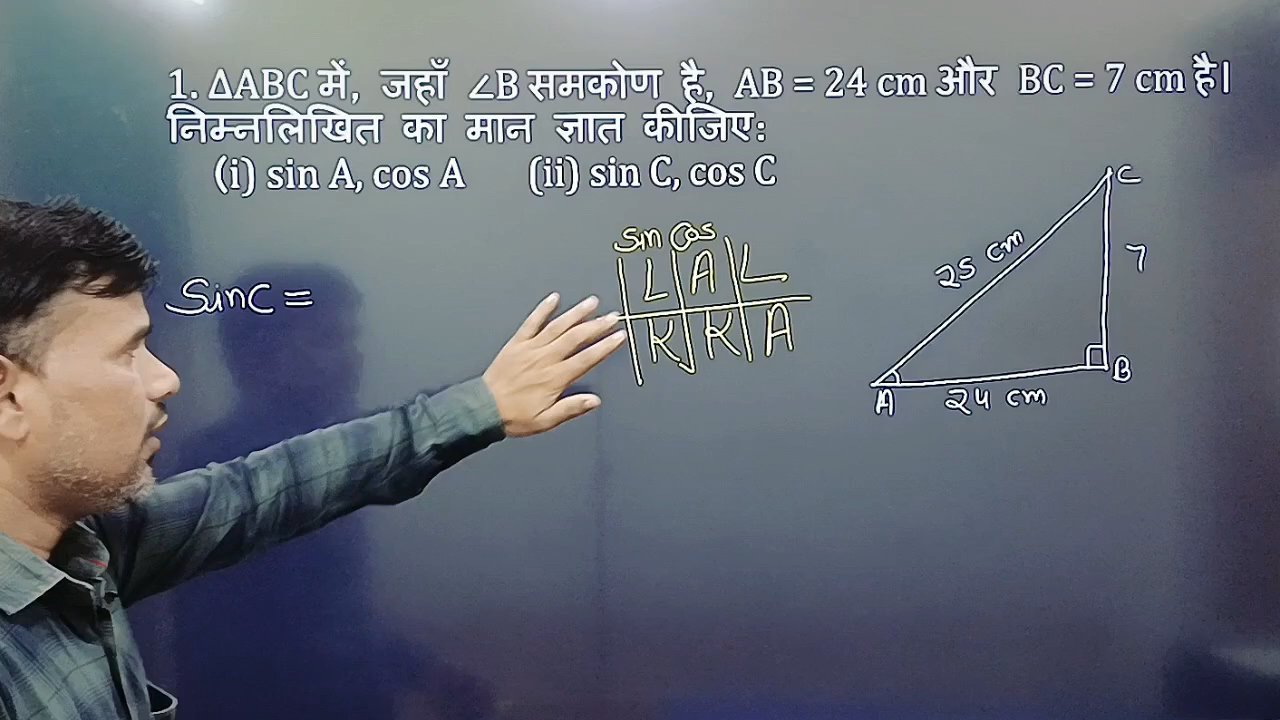 1. ΔABC में, जहाँ ∠B समकोण है, AB = 24 cm और BC = 7 cm है।
निम्नलिखित का मान ज्ञात कीजिए:
(i) sin A, cos A (ii) sin C, cos C
C
Sin Cos
L A L
25 cm
7
SinC =
K K A
B
A 24 cm